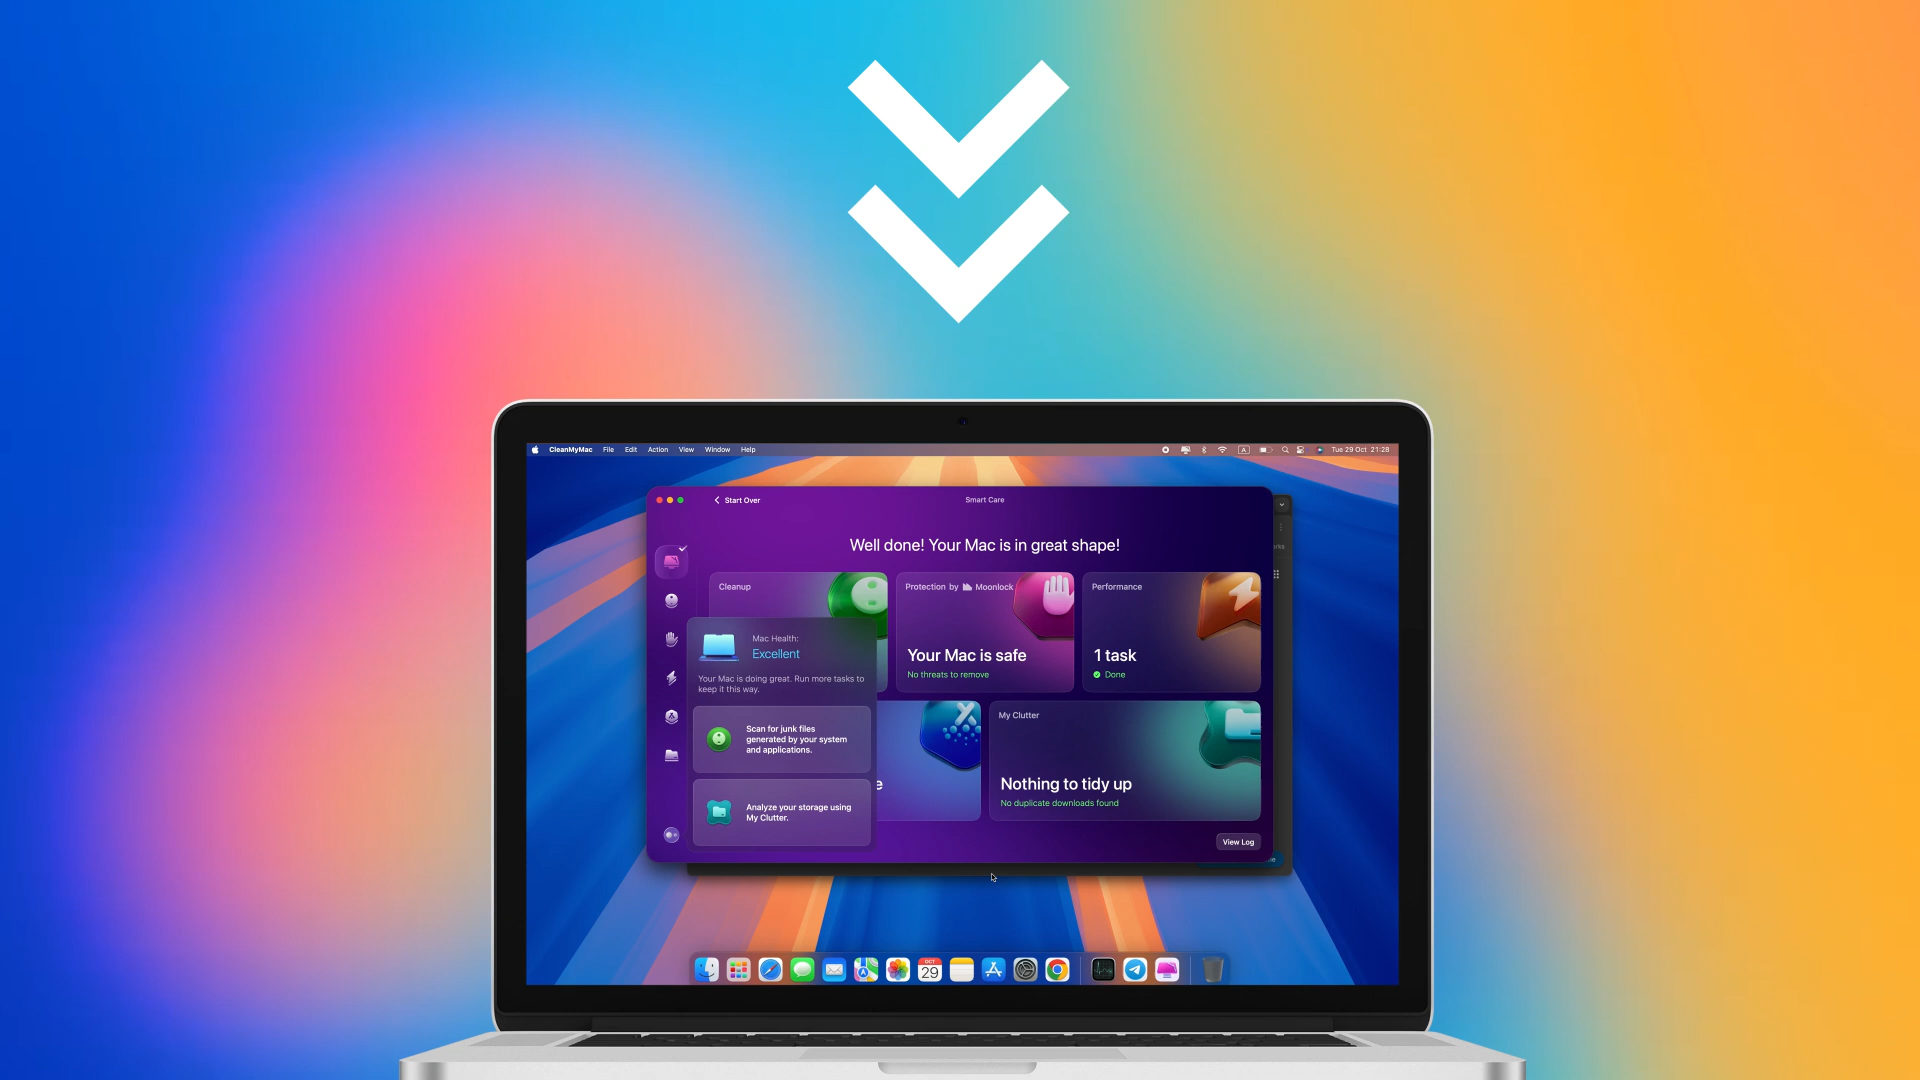 CleanMyMac File Edit Action View Window Help
A
Tue 29 Oct 21:28
Start Over
Smart Care
Well done! Your Mac is in great shape!
Cleanup
Protection by Moonlock
Performance
Mac Health:
Excellent
Your Mac is doing great. Run more tasks to
keep it this way.
Your Mac is safe
No threats to remove
1 task
Done
Scan for junk files
generated by your system
and applications.
My Clutter
e
Nothing to tidy up
No duplicate downloads found
Analyze your storage using
My Clutter.
View Log
OCT
29